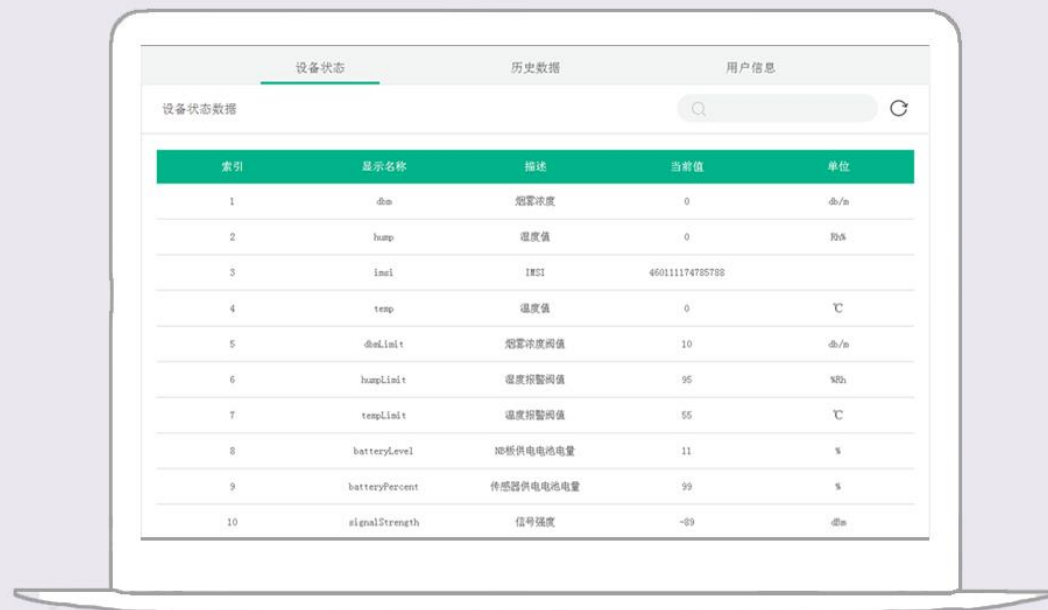 设备状态 历史数据 用户信息
设备状态数据
索引 显示名称 描述 当前值 单位
1 dbm 烟雾浓度 0 db/m
2 hump 湿度值 0 Rh%
3 imsi IMSI 460111174785788
4 temp 温度值 0 ℃
5 dbmLimit 烟雾浓度阀值 10 db/m
6 humpLimit 湿度报警阀值 95 %Rh
7 tempLimit 温度报警阀值 55 ℃
8 batteryLevel NB板供电电池电量 11 %
9 batteryPercent 传感器供电电池电量 99 %
10 signalStrength 信号强度 -89 dBm